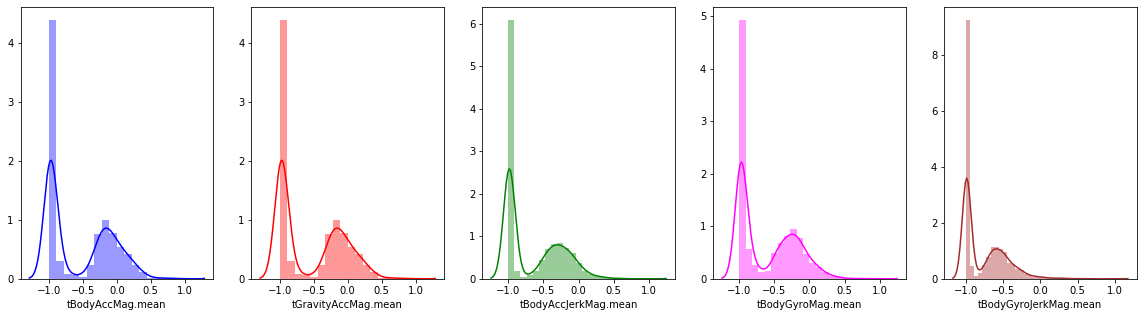 4
3
2
1
0
−1.0 −0.5 0.0 0.5 1.0
tBodyAccMag.mean
4
3
2
1
0
−1.0 −0.5 0.0 0.5 1.0
tGravityAccMag.mean
6
5
4
3
2
1
0
−1.0 −0.5 0.0 0.5 1.0
tBodyAccJerkMag.mean
5
4
3
2
1
0
−1.0 −0.5 0.0 0.5 1.0
tBodyGyroMag.mean
8
6
4
2
0
−1.0 −0.5 0.0 0.5 1.0
tBodyGyroJerkMag.mean